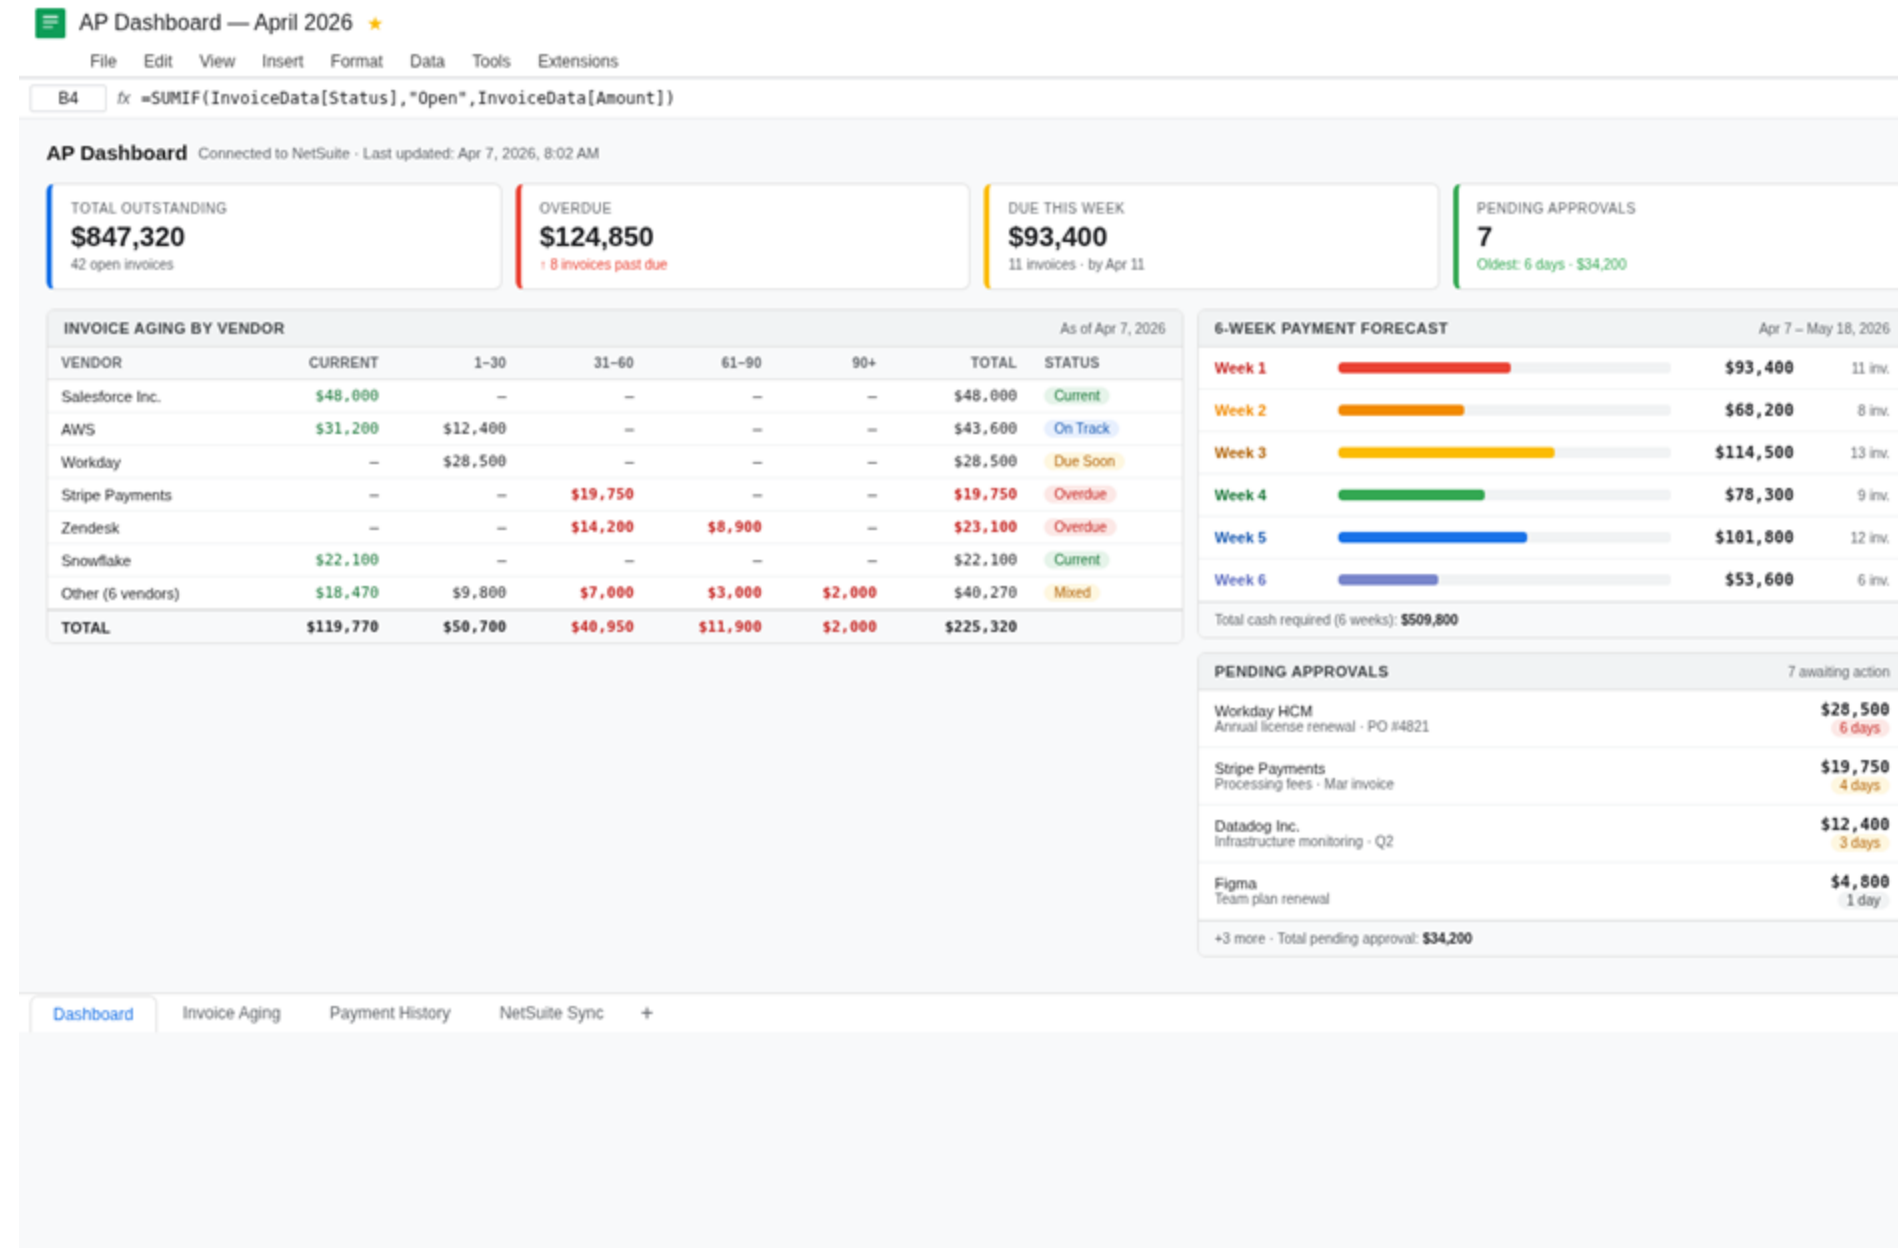 AP Dashboard — April 2026 ★
File Edit View Insert Format Data Tools Extensions
B4 fx =SUMIF(InvoiceData[Status],"Open",InvoiceData[Amount])
AP Dashboard Connected to NetSuite · Last updated: Apr 7, 2026, 8:02 AM
TOTAL OUTSTANDING
$847,320
42 open invoices
OVERDUE
$124,850
↑ 8 invoices past due
DUE THIS WEEK
$93,400
11 invoices · by Apr 11
PENDING APPROVALS
7
Oldest: 6 days · $34,200
INVOICE AGING BY VENDOR As of Apr 7, 2026
VENDOR CURRENT 1–30 31–60 61–90 90+ TOTAL STATUS
Salesforce Inc. $48,000 — — — — $48,000 Current
AWS $31,200 $12,400 — — — $43,600 On Track
Workday — $28,500 — — — $28,500 Due Soon
Stripe Payments — — $19,750 — — $19,750 Overdue
Zendesk — — $14,200 $8,900 — $23,100 Overdue
Snowflake $22,100 — — — — $22,100 Current
Other (6 vendors) $18,470 $9,800 $7,000 $3,000 $2,000 $40,270 Mixed
TOTAL $119,770 $50,700 $40,950 $11,900 $2,000 $225,320
6-WEEK PAYMENT FORECAST Apr 7 – May 18, 2026
Week 1 $93,400 11 inv.
Week 2 $68,200 8 inv.
Week 3 $114,500 13 inv.
Week 4 $78,300 9 inv.
Week 5 $101,800 12 inv.
Week 6 $53,600 6 inv.
Total cash required (6 weeks): $509,800
PENDING APPROVALS 7 awaiting action
Workday HCM $28,500
Annual license renewal · PO #4821 6 days
Stripe Payments $19,750
Processing fees · Mar invoice 4 days
Datadog Inc. $12,400
Infrastructure monitoring · Q2 3 days
Figma $4,800
Team plan renewal 1 day
+3 more · Total pending approval: $34,200
Dashboard Invoice Aging Payment History NetSuite Sync +